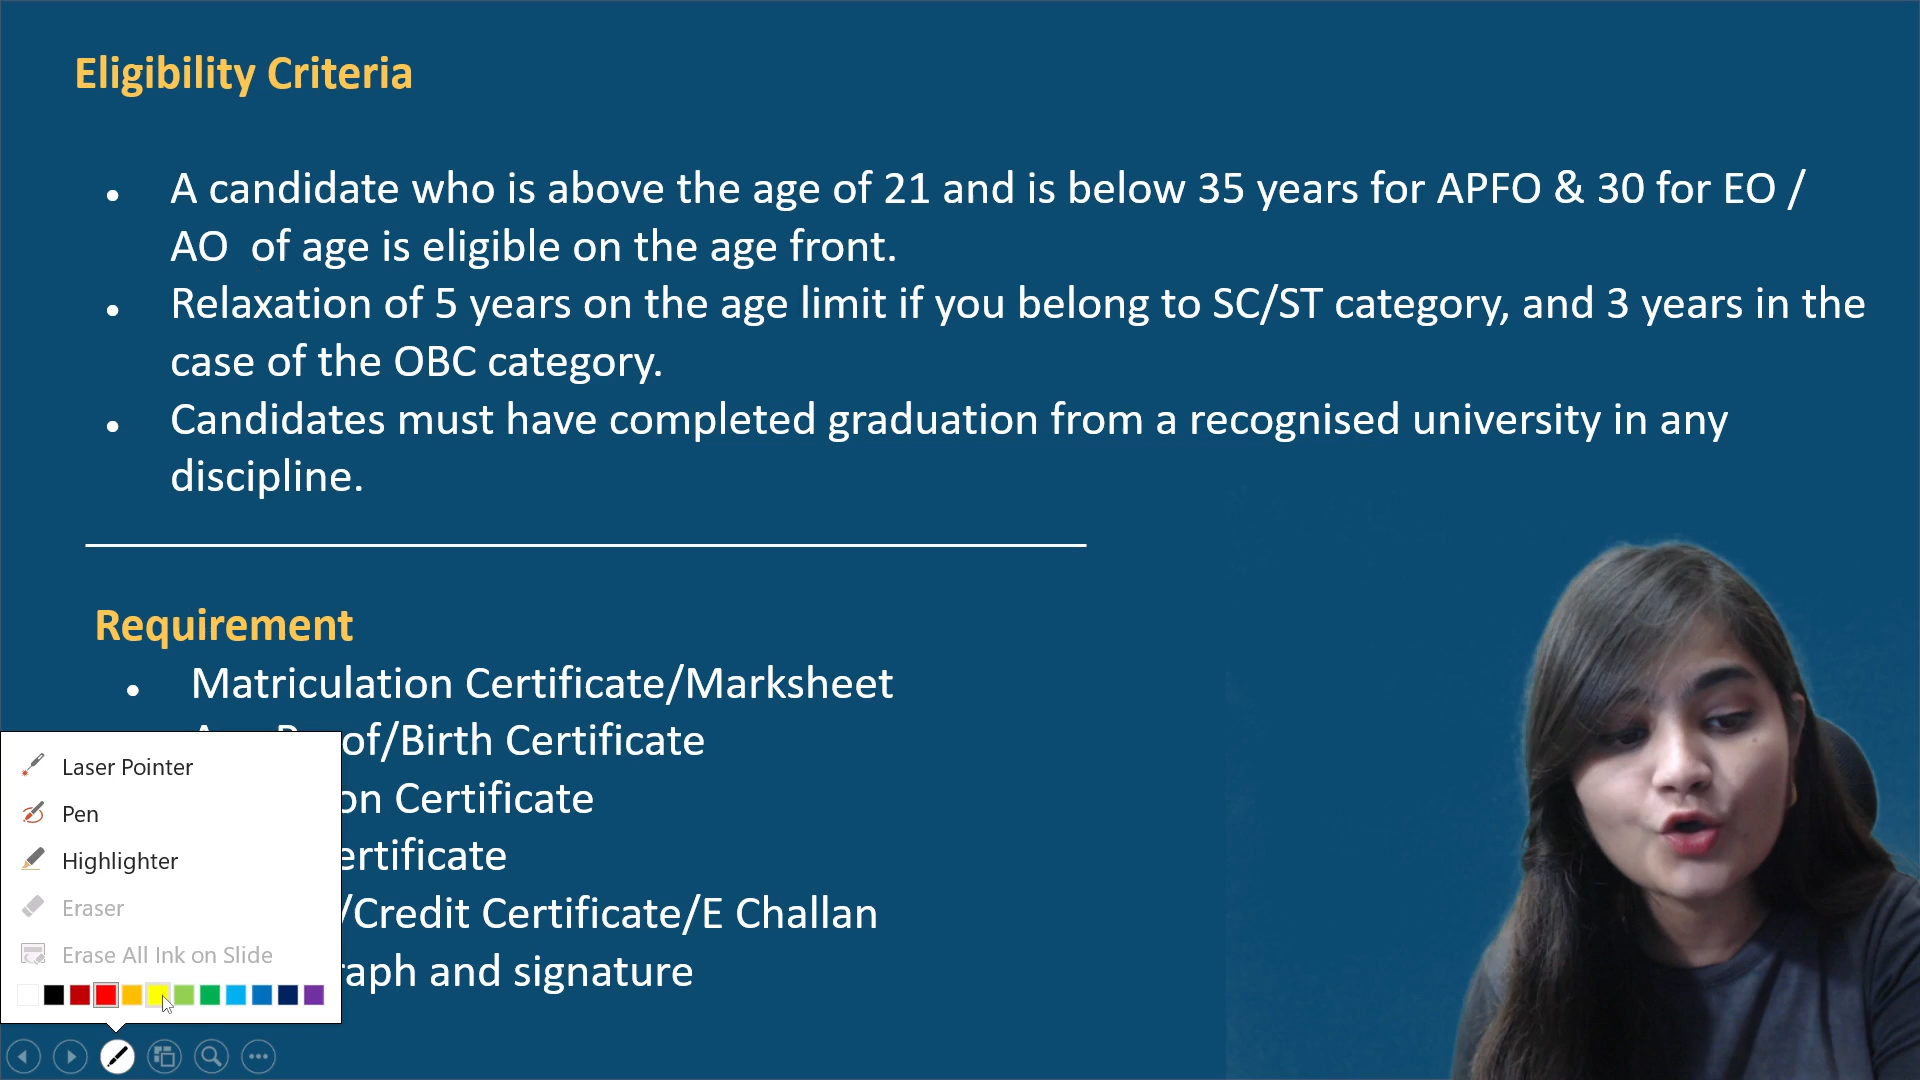 Eligibility Criteria
• A candidate who is above the age of 21 and is below 35 years for APFO & 30 for EO /
AO of age is eligible on the age front.
• Relaxation of 5 years on the age limit if you belong to SC/ST category, and 3 years in the
case of the OBC category.
• Candidates must have completed graduation from a recognised university in any
discipline.
Requirement
• Matriculation Certificate/Marksheet
of/Birth Certificate
on Certificate
ertificate
/Credit Certificate/E Challan
raph and signature
Laser Pointer
Pen
Highlighter
Eraser
Erase All Ink on Slide